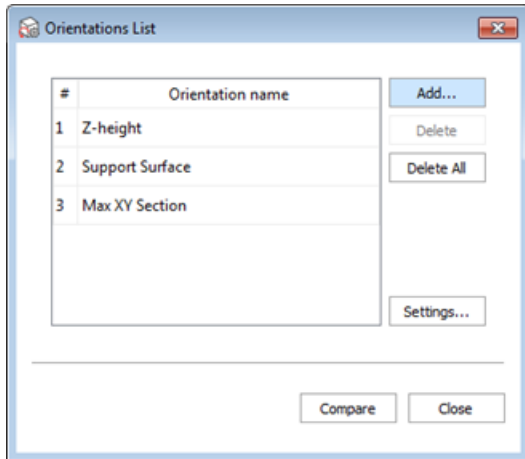 Orientations List
# Orientation name
Add...
1 Z-height
Delete
2 Support Surface
Delete All
3 Max XY Section
Settings...
Compare Close